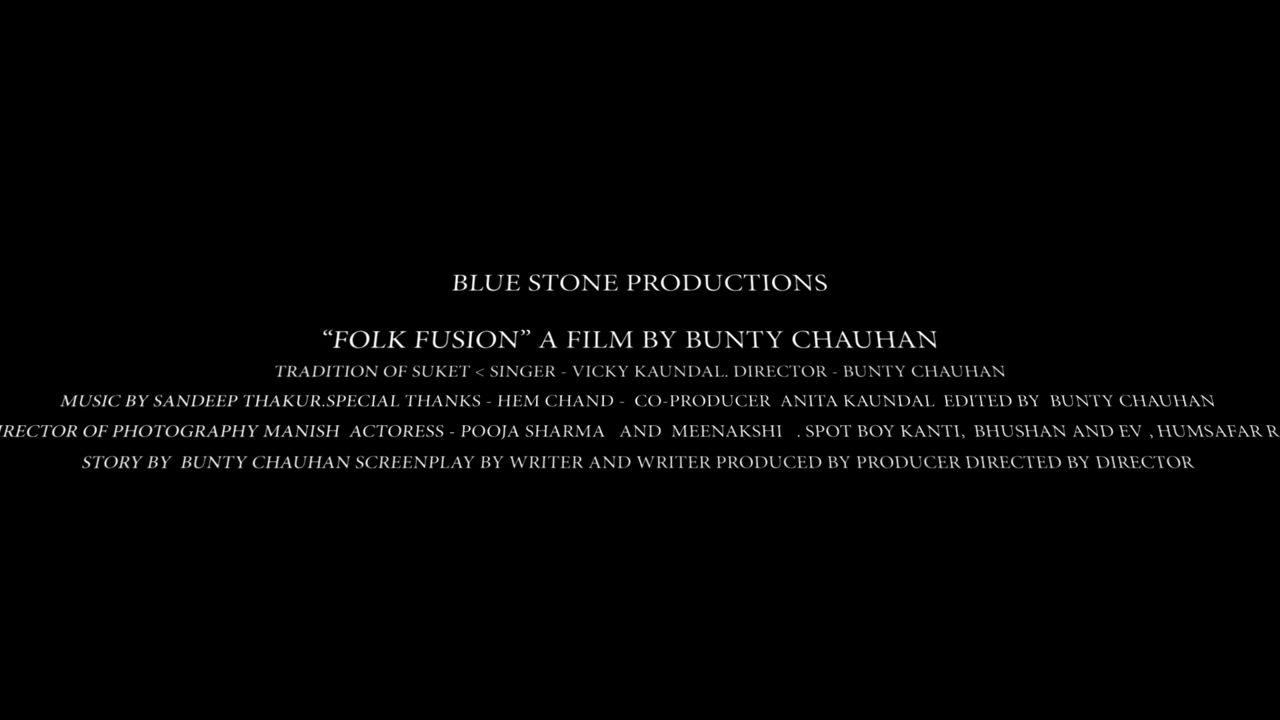 BLUE STONE PRODUCTIONS
“FOLK FUSION” A FILM BY BUNTY CHAUHAN
TRADITION OF SUKET < SINGER - VICKY KAUNDAL. DIRECTOR - BUNTY CHAUHAN
MUSIC BY SANDEEP THAKUR.SPECIAL THANKS - HEM CHAND - CO-PRODUCER ANITA KAUNDAL EDITED BY BUNTY CHAUHAN
OF PHOTOGRAPHY MANISH ACTORESS - POOJA SHARMA AND MEENAKSHI . SPOT BOY KANTI, BHUSHAN AND EV , HUMSAFAR
STORY BY BUNTY CHAUHAN SCREENPLAY BY WRITER AND WRITER PRODUCED BY PRODUCER DIRECTED BY DIRECTOR